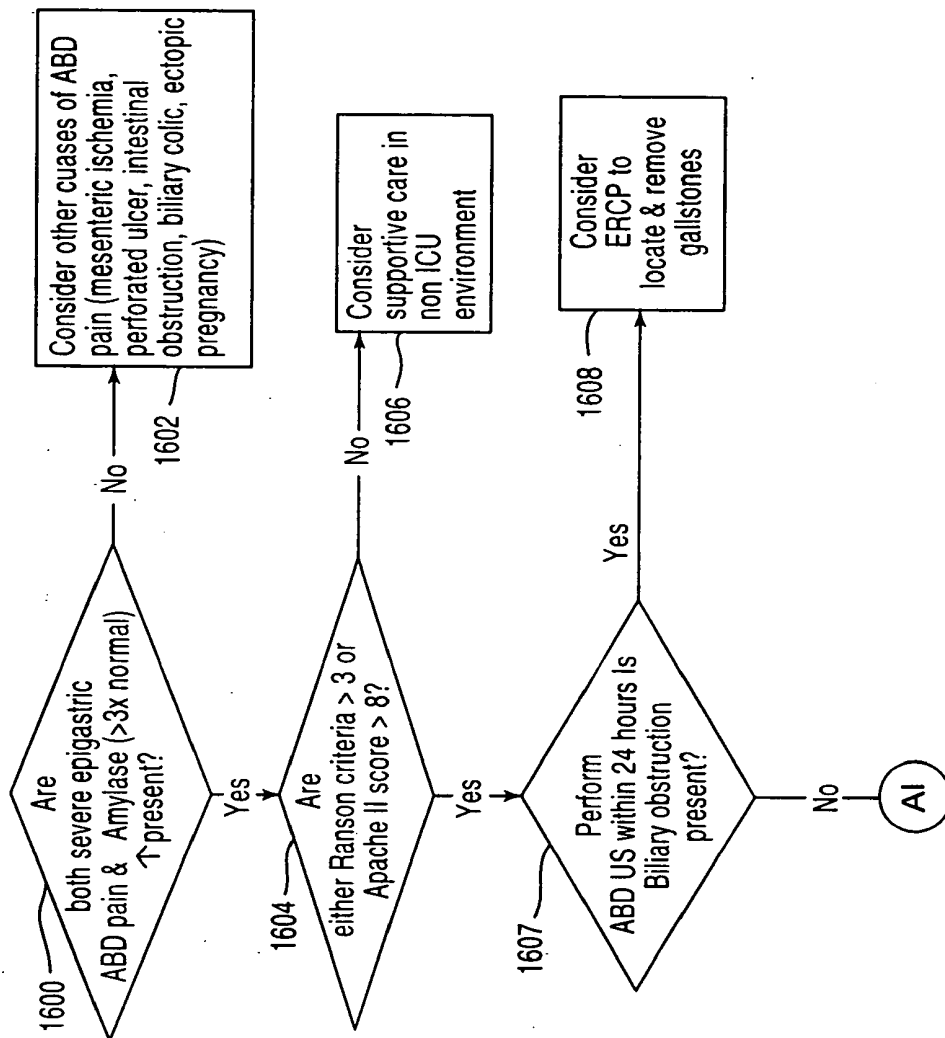 Are
both severe epigastric
ABD pain & Amylase (>3x normal)
↑present?
1600
No
Consider other cuases of ABD
pain (mesenteric ischemia,
perforated ulcer, intestinal
obstruction, biliary colic, ectopic
pregnancy)
1602
Yes
Are
either Ranson criteria > 3 or
Apache II score > 8?
1604
No
Consider
supportive care in
non ICU
environment
1606
Yes
Perform
ABD US within 24 hours Is
Biliary obstruction
present?
1607
Yes
Consider
ERCP to
locate & remove
gallstones
1608
No
AI